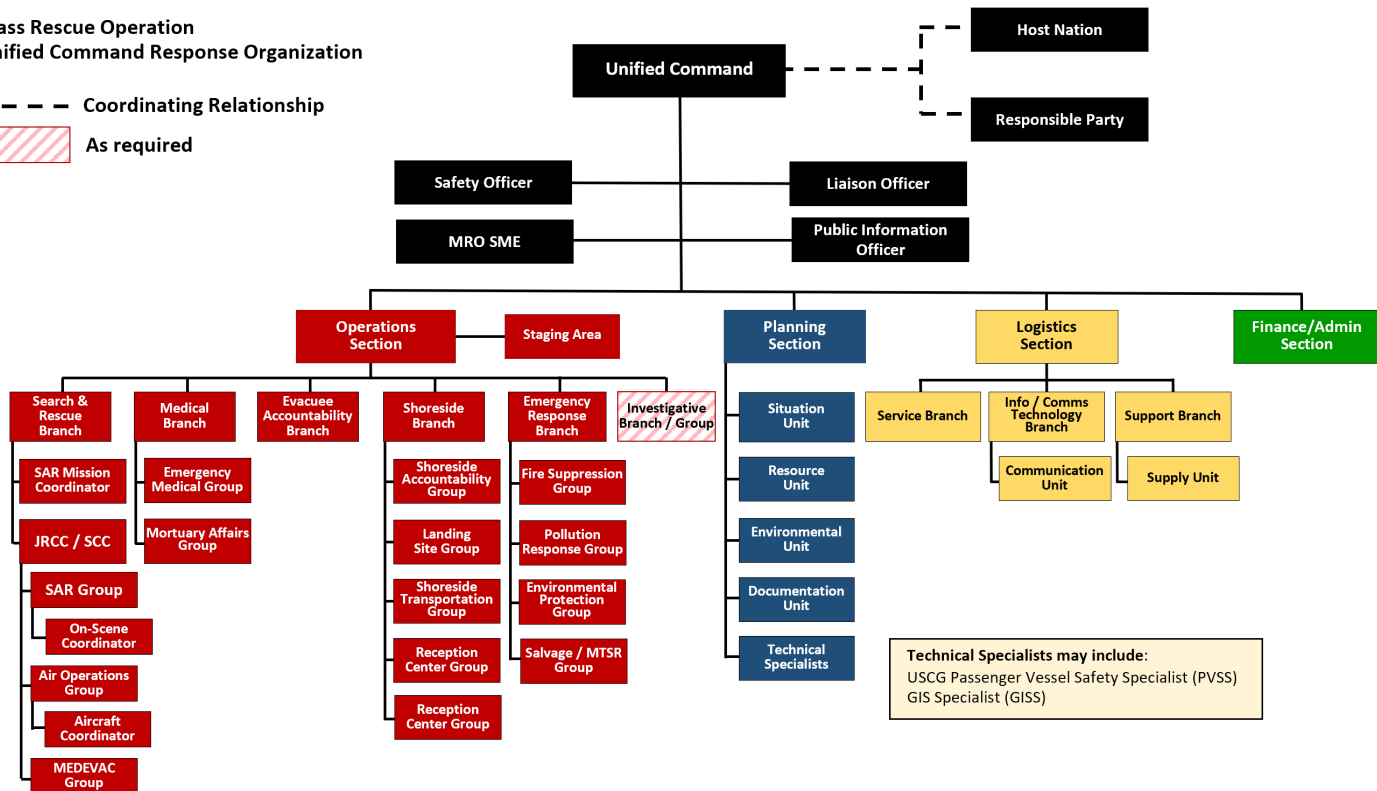 ass Rescue Operation
nified Command Response Organization
Coordinating Relationship
As required
Unified Command
Host Nation
Responsible Party
Safety Officer
Liaison Officer
MRO SME
Public Information
Officer
Operations
Section
Staging Area
Planning
Section
Logistics
Section
Finance/Admin
Section
Search &
Rescue
Branch
Medical
Branch
Evacuee
Accountability
Branch
Shoreside
Branch
Emergency
Response
Branch
Investigative
Branch / Group
SAR Mission
Coordinator
JRCC / SCC
SAR Group
On-Scene
Coordinator
Air Operations
Group
Aircraft
Coordinator
MEDEVAC
Group
Emergency
Medical Group
Mortuary Affairs
Group
Shoreside
Accountability
Group
Landing
Site Group
Shoreside
Transportation
Group
Reception
Center Group
Reception
Center Group
Fire Suppression
Group
Pollution
Response Group
Environmental
Protection
Group
Salvage / MTSR
Group
Situation
Unit
Resource
Unit
Environmental
Unit
Documentation
Unit
Technical
Specialists
Service Branch
Info / Comms
Technology
Branch
Communication
Unit
Support Branch
Supply Unit
Technical Specialists may include:
USCG Passenger Vessel Safety Specialist (PVSS)
GIS Specialist (GISS)